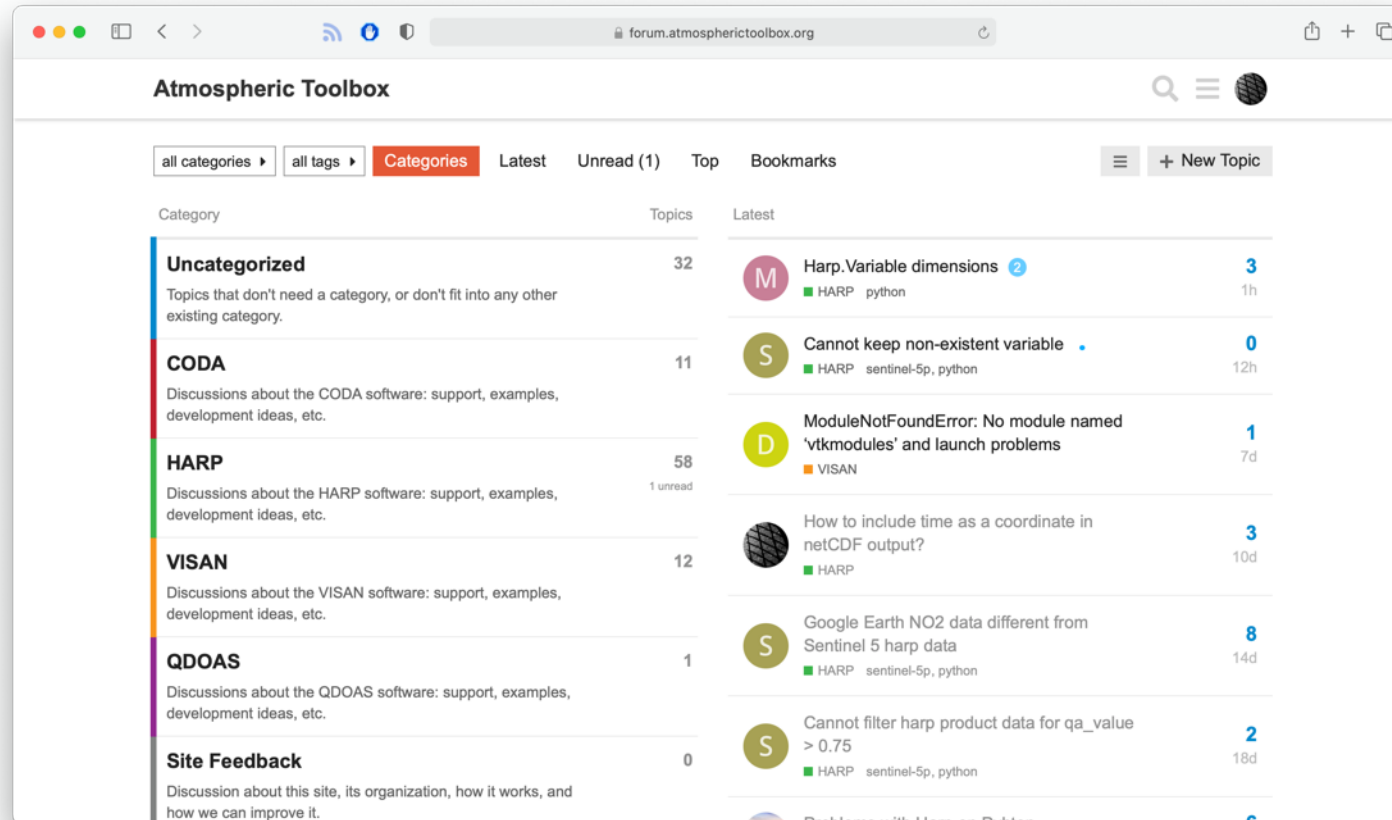 forum.atmospherictoolbox.org
Atmospheric Toolbox
all categories
all tags
Categories
Latest
Unread (1)
Top
Bookmarks
+ New Topic
Category
Topics
Uncategorized
32
Topics that don't need a category, or don't fit into any other
existing category.
CODA
11
Discussions about the CODA software: support, examples,
development ideas, etc.
HARP
58
1 unread
Discussions about the HARP software: support, examples,
development ideas, etc.
VISAN
12
Discussions about the VISAN software: support, examples,
development ideas, etc.
QDOAS
1
Discussions about the QDOAS software: support, examples,
development ideas, etc.
Site Feedback
0
Discussion about this site, its organization, how it works, and
how we can improve it.
Latest
M
Harp.Variable dimensions 2
3
HARP python
1h
S
Cannot keep non-existent variable
0
HARP sentinel-5p, python
12h
D
ModuleNotFoundError: No module named
‘vtkmodules’ and launch problems
1
7d
VISAN
How to include time as a coordinate in
netCDF output?
3
10d
HARP
S
Google Earth NO2 data different from
Sentinel 5 harp data
8
14d
HARP sentinel-5p, python
S
Cannot filter harp product data for qa_value
> 0.75
2
18d
HARP sentinel-5p, python